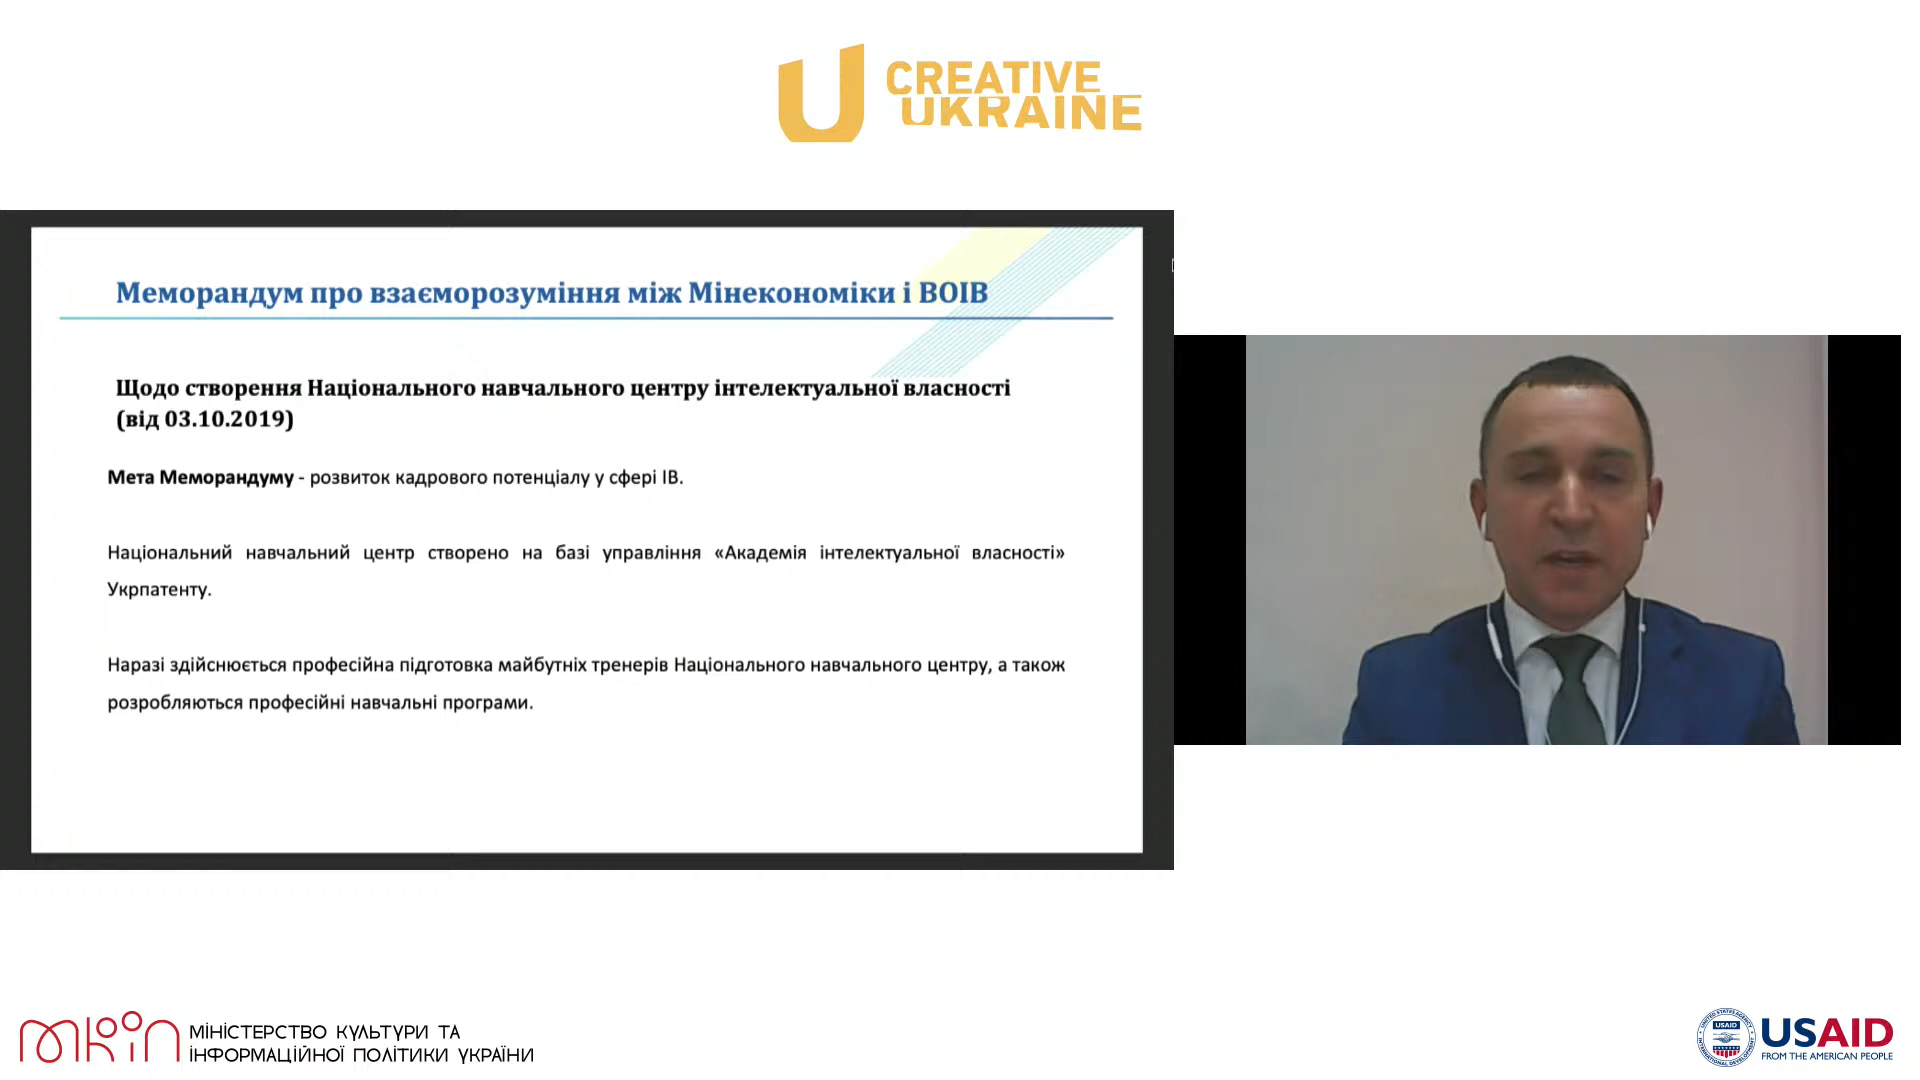 CREATIVE
UKRAINE
Меморандум про взаєморозуміння між Мінекономіки і ВОІВ
Щодо створення Національного навчального центру інтелектуальної власності
(від 03.10.2019)
Мета Меморандуму - розвиток кадрового потенціалу у сфері ІВ.
Національний навчальний центр створено на базі управління «Академія інтелектуальної власності»
Укрпатенту.
Наразі здійснюється професійна підготовка майбутніх тренерів Національного навчального центру, а також
розробляються професійні навчальні програми.
МКІП
МІНІСТЕРСТВО КУЛЬТУРИ ТА
ІНФОРМАЦІЙНОЇ ПОЛІТИКИ УКРАЇНИ
USAID
USAID
FROM THE AMERICAN PEOPLE